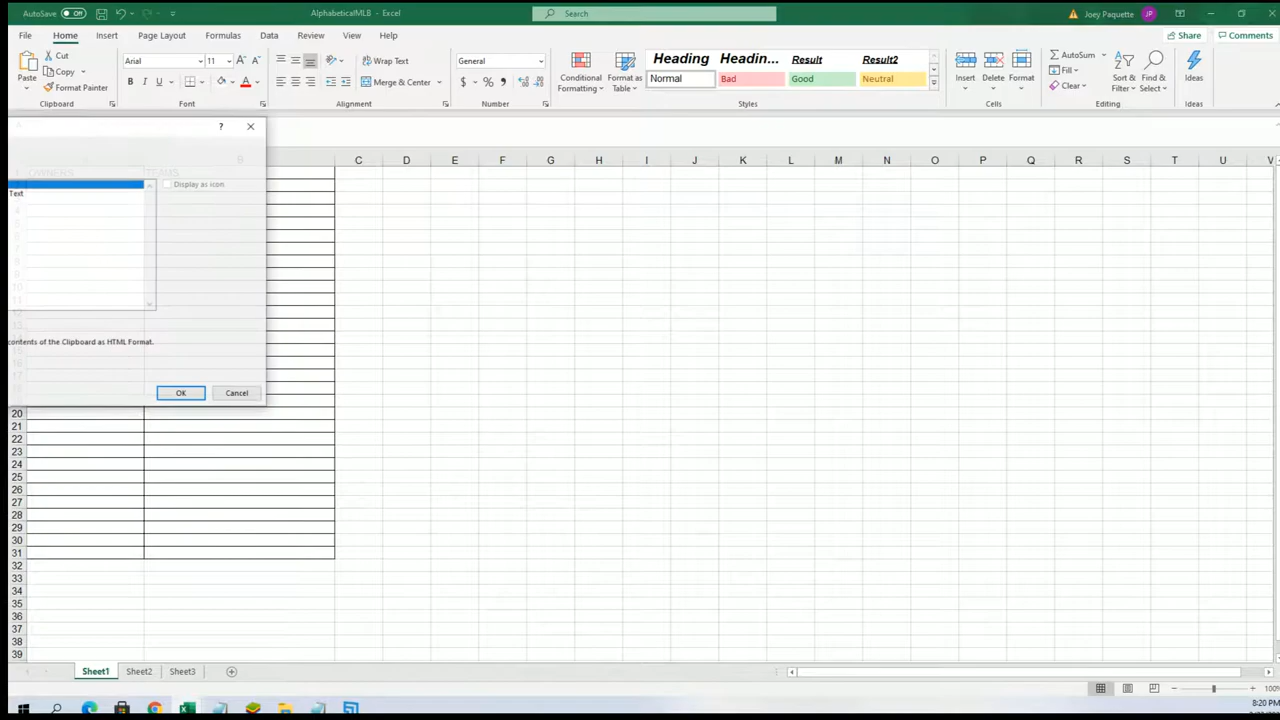 AutoSave Off AlphabeticalMLB - Excel Search Joey Paquette JP
File Home Insert Page Layout Formulas Data Review View Help Share Comments
Paste Cut Copy Format Painter
Clipboard
Arial 11 A A
B I U A
Font
Wrap Text
Merge & Center
Alignment
General
$ % 9
Number
Conditional Formatting
Format as Table
Heading Headin... Result Result2
Normal Bad Good Neutral
Styles
Insert Delete Format
Cells
AutoSum
Fill
Clear
Sort & Filter
Find & Select
Editing
Ideas
Ideas
? ×
A B
C D E F G H I J K L M N O P Q R S T U V
OWNERS TEAMS
Display as icon
Text
contents of the Clipboard as HTML Format.
OK Cancel
20
21
22
23
24
25
26
27
28
29
30
31
32
33
34
35
36
37
38
39
Sheet1 Sheet2 Sheet3
100%
8:20 PM